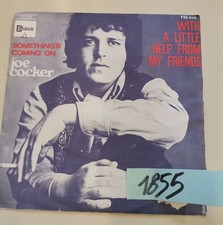 SOMETHING'S
COMING ON
joe
cocker
WITH
A LITTLE
HELP FROM
MY FRIENDS
1855